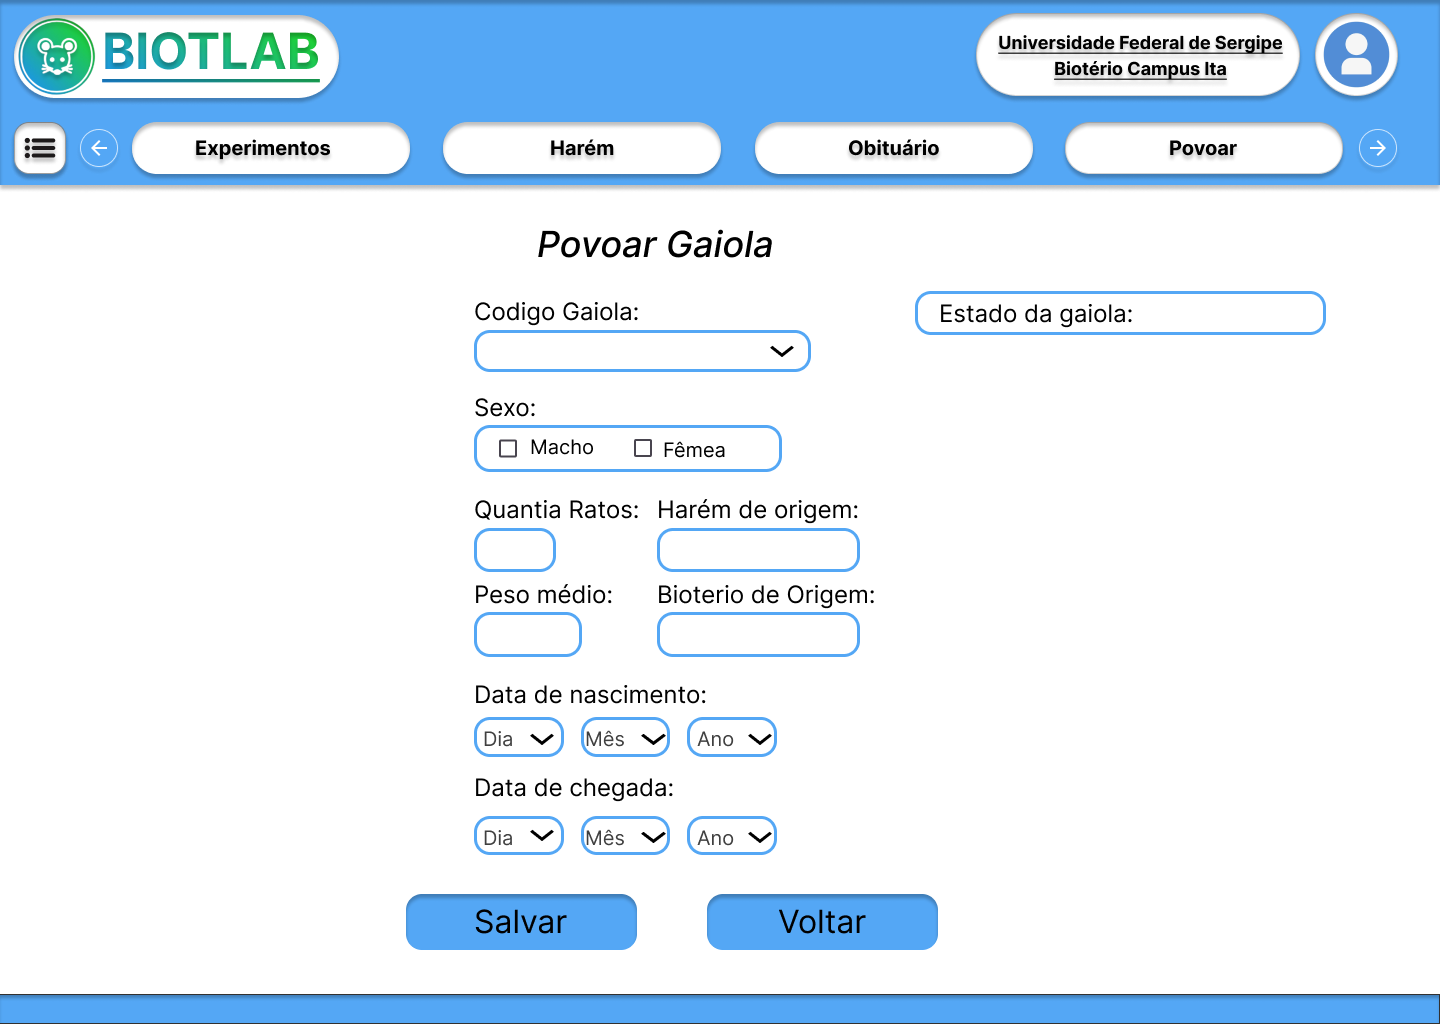 BIOTLAB
Universidade Federal de Sergipe
Biotério Campus Ita
Experimentos
Harém
Obituário
Povoar
Povoar Gaiola
Codigo Gaiola:
Estado da gaiola:
Sexo:
Macho
Fêmea
Quantia Ratos:
Harém de origem:
Peso médio:
Bioterio de Origem:
Data de nascimento:
Dia
Mês
Ano
Data de chegada:
Dia
Mês
Ano
Salvar
Voltar